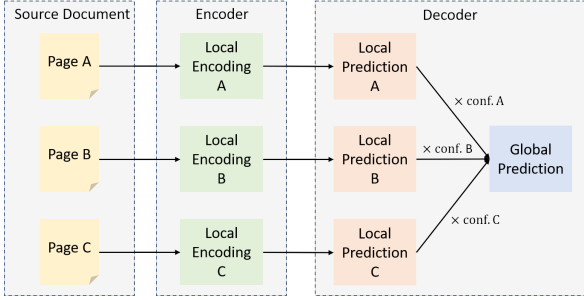 Source Document
Encoder
Decoder
Page A
Local
Encoding
A
Local
Prediction
A
× conf. A
Page B
Local
Encoding
B
Local
Prediction
B
× conf. B
Global
Prediction
Page C
Local
Encoding
C
Local
Prediction
C
× conf. C